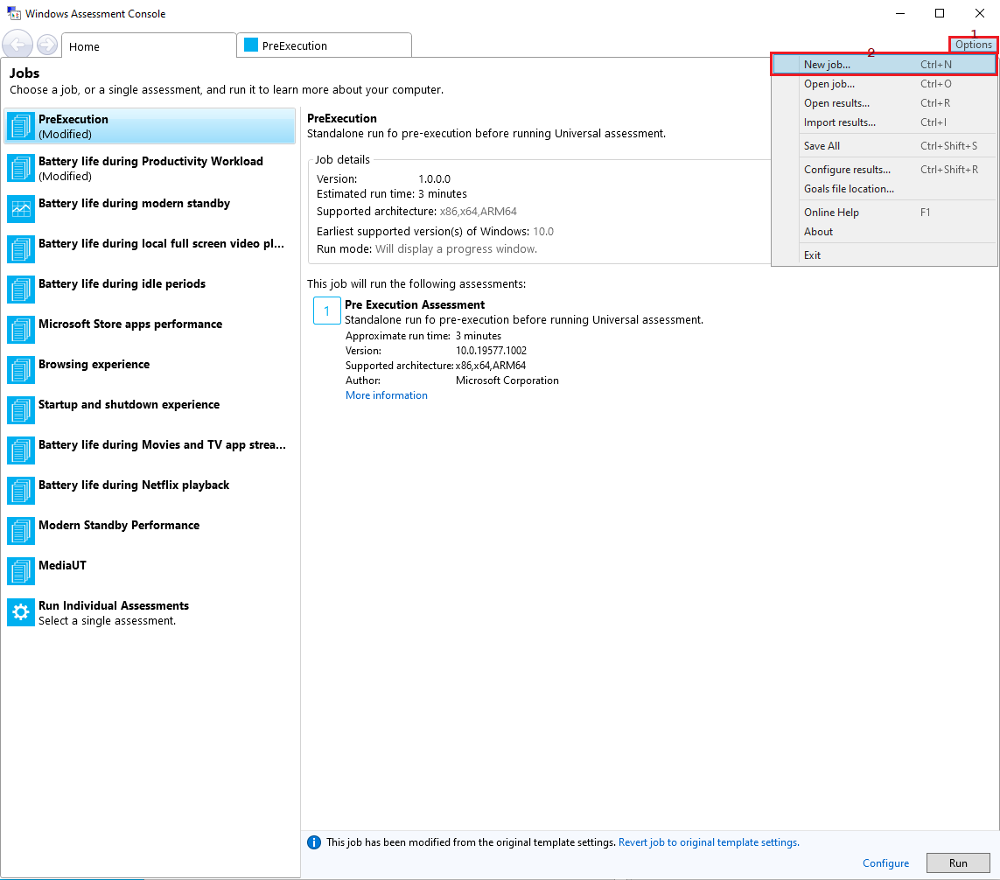 Windows Assessment Console
Home
PreExecution
1
Options
2
New job... Ctrl+N
Open job... Ctrl+O
Open results... Ctrl+R
Import results... Ctrl+I
Save All Ctrl+Shift+S
Configure results... Ctrl+Shift+R
Goals file location...
Online Help F1
About
Exit
Jobs
Choose a job, or a single assessment, and run it to learn more about your computer.
PreExecution
(Modified)
Battery life during Productivity Workload
(Modified)
Battery life during modern standby
Battery life during local full screen video pl...
Battery life during idle periods
Microsoft Store apps performance
Browsing experience
Startup and shutdown experience
Battery life during Movies and TV app strea...
Battery life during Netflix playback
Modern Standby Performance
MediaUT
Run Individual Assessments
Select a single assessment.
PreExecution
Standalone run fo pre-execution before running Universal assessment.
Job details
Version: 1.0.0.0
Estimated run time: 3 minutes
Supported architecture: x86,x64,ARM64
Earliest supported version(s) of Windows: 10.0
Run mode: Will display a progress window.
This job will run the following assessments:
1
Pre Execution Assessment
Standalone run fo pre-execution before running Universal assessment.
Approximate run time: 3 minutes
Version: 10.0.19577.1002
Supported architecture: x86,x64,ARM64
Author: Microsoft Corporation
More information
This job has been modified from the original template settings. Revert job to original template settings.
Configure
Run